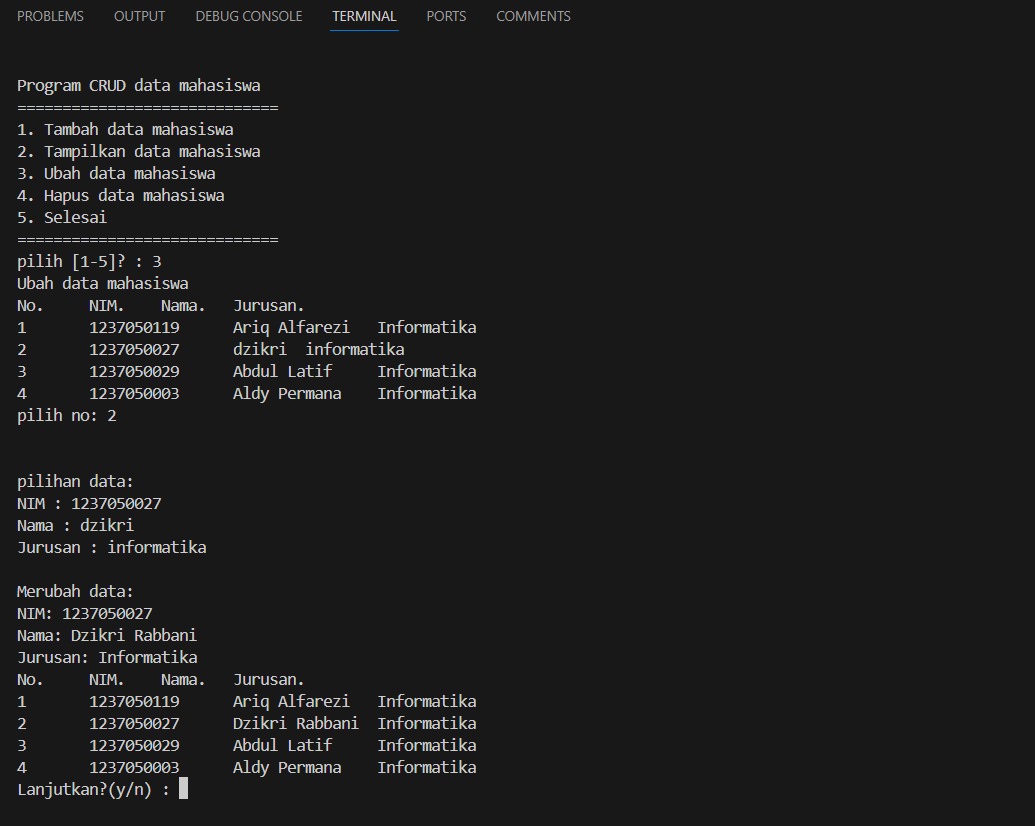 PROBLEMS OUTPUT DEBUG CONSOLE TERMINAL PORTS COMMENTS
Program CRUD data mahasiswa
=============================
1. Tambah data mahasiswa
2. Tampilkan data mahasiswa
3. Ubah data mahasiswa
4. Hapus data mahasiswa
5. Selesai
=============================
pilih [1-5]? : 3
Ubah data mahasiswa
No. NIM. Nama. Jurusan.
1 1237050119 Ariq Alfarezi Informatika
2 1237050027 dzikri informatika
3 1237050029 Abdul Latif Informatika
4 1237050003 Aldy Permana Informatika
pilih no: 2
pilihan data:
NIM : 1237050027
Nama : dzikri
Jurusan : informatika
Merubah data:
NIM: 1237050027
Nama: Dzikri Rabbani
Jurusan: Informatika
No. NIM. Nama. Jurusan.
1 1237050119 Ariq Alfarezi Informatika
2 1237050027 Dzikri Rabbani Informatika
3 1237050029 Abdul Latif Informatika
4 1237050003 Aldy Permana Informatika
Lanjutkan?(y/n) :